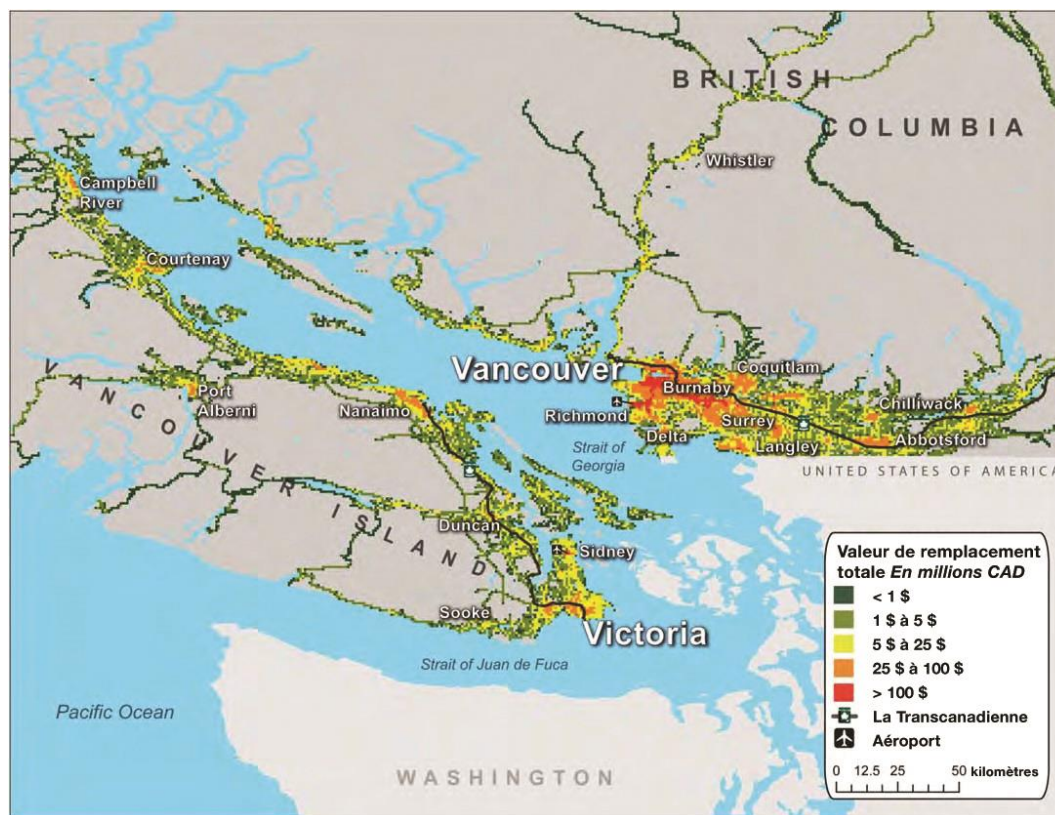 BRITISH
COLUMBIA
Whistler
Campbell
River
Courtenay
Vancouver
Coquitlam
Burnaby
Port
Alberni
Nanaimo
Richmond
Surrey
Chilliwack
Delta
Langley
Abbotsford
Strait of
Georgia
UNITED STATES OF AMERICA
VANCOUVER ISLAND
Duncan
Sidney
Sooke
Victoria
Strait of Juan de Fuca
Pacific Ocean
WASHINGTON
Valeur de remplacement
totale En millions CAD
< 1 $
1 $ à 5 $
5 $ à 25 $
25 $ à 100 $
> 100 $
La Transcanadienne
Aéroport
0 12.5 25 50 kilomètres